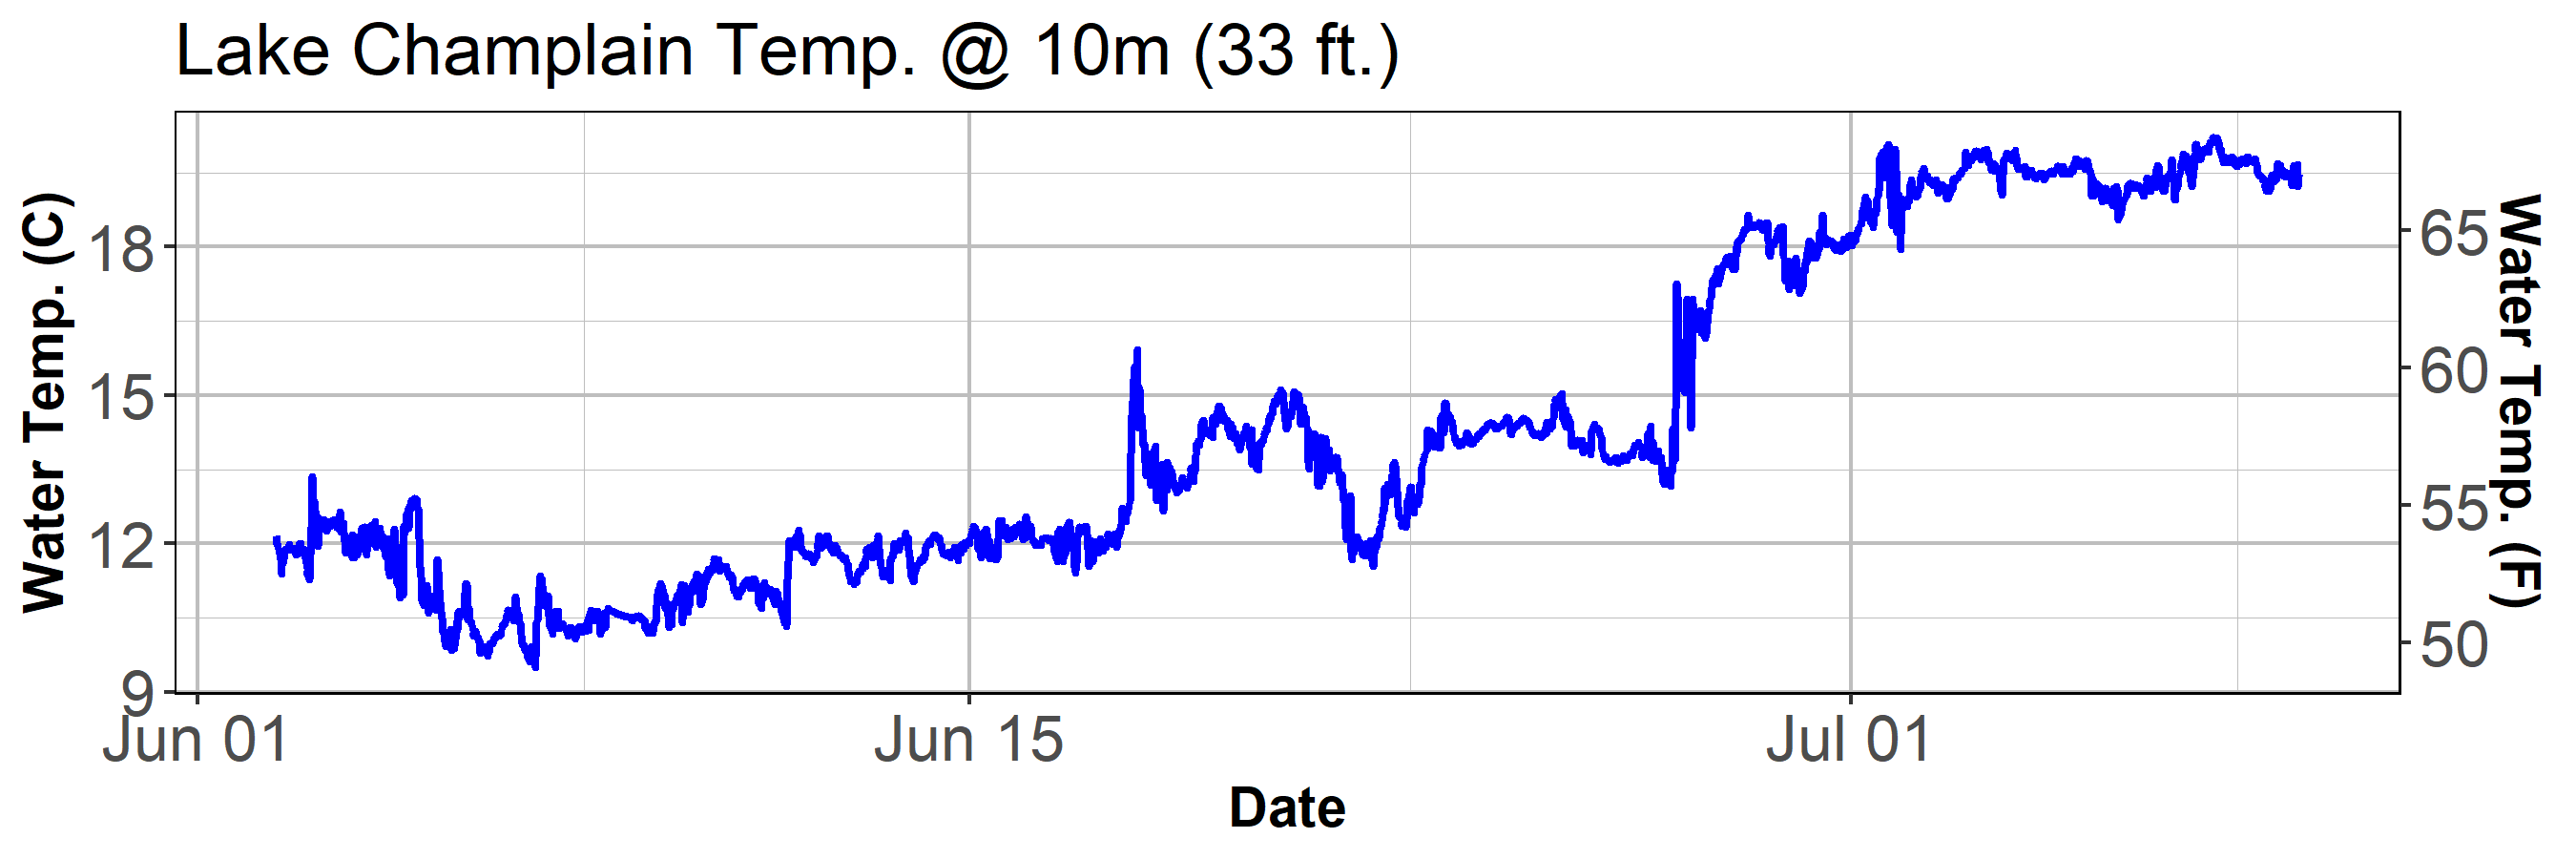 Lake Champlain Temp. @ 10m (33 ft.)
Water Temp. (C)
18
15
12
9
65
60
55
50
Water Temp. (F)
Jun 01
Jun 15
Jul 01
Date